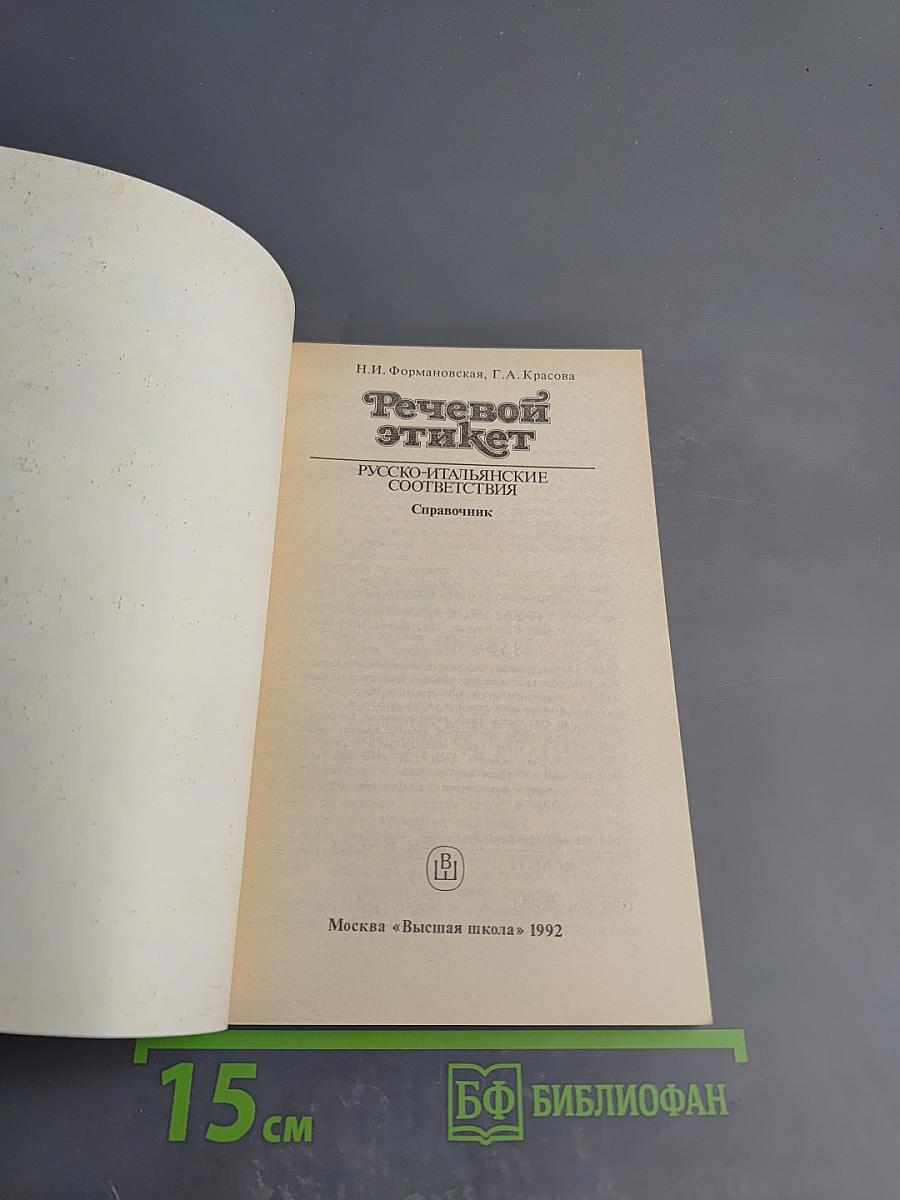 Н.И. Формановская, Г.А. Красова
Речевой
этикет
РУССКО-ИТАЛЬЯНСКИЕ
СООТВЕТСТВИЯ
Справочник
ВШ
Москва «Высшая школа» 1992
15 см
БФ БИБЛИОФАН